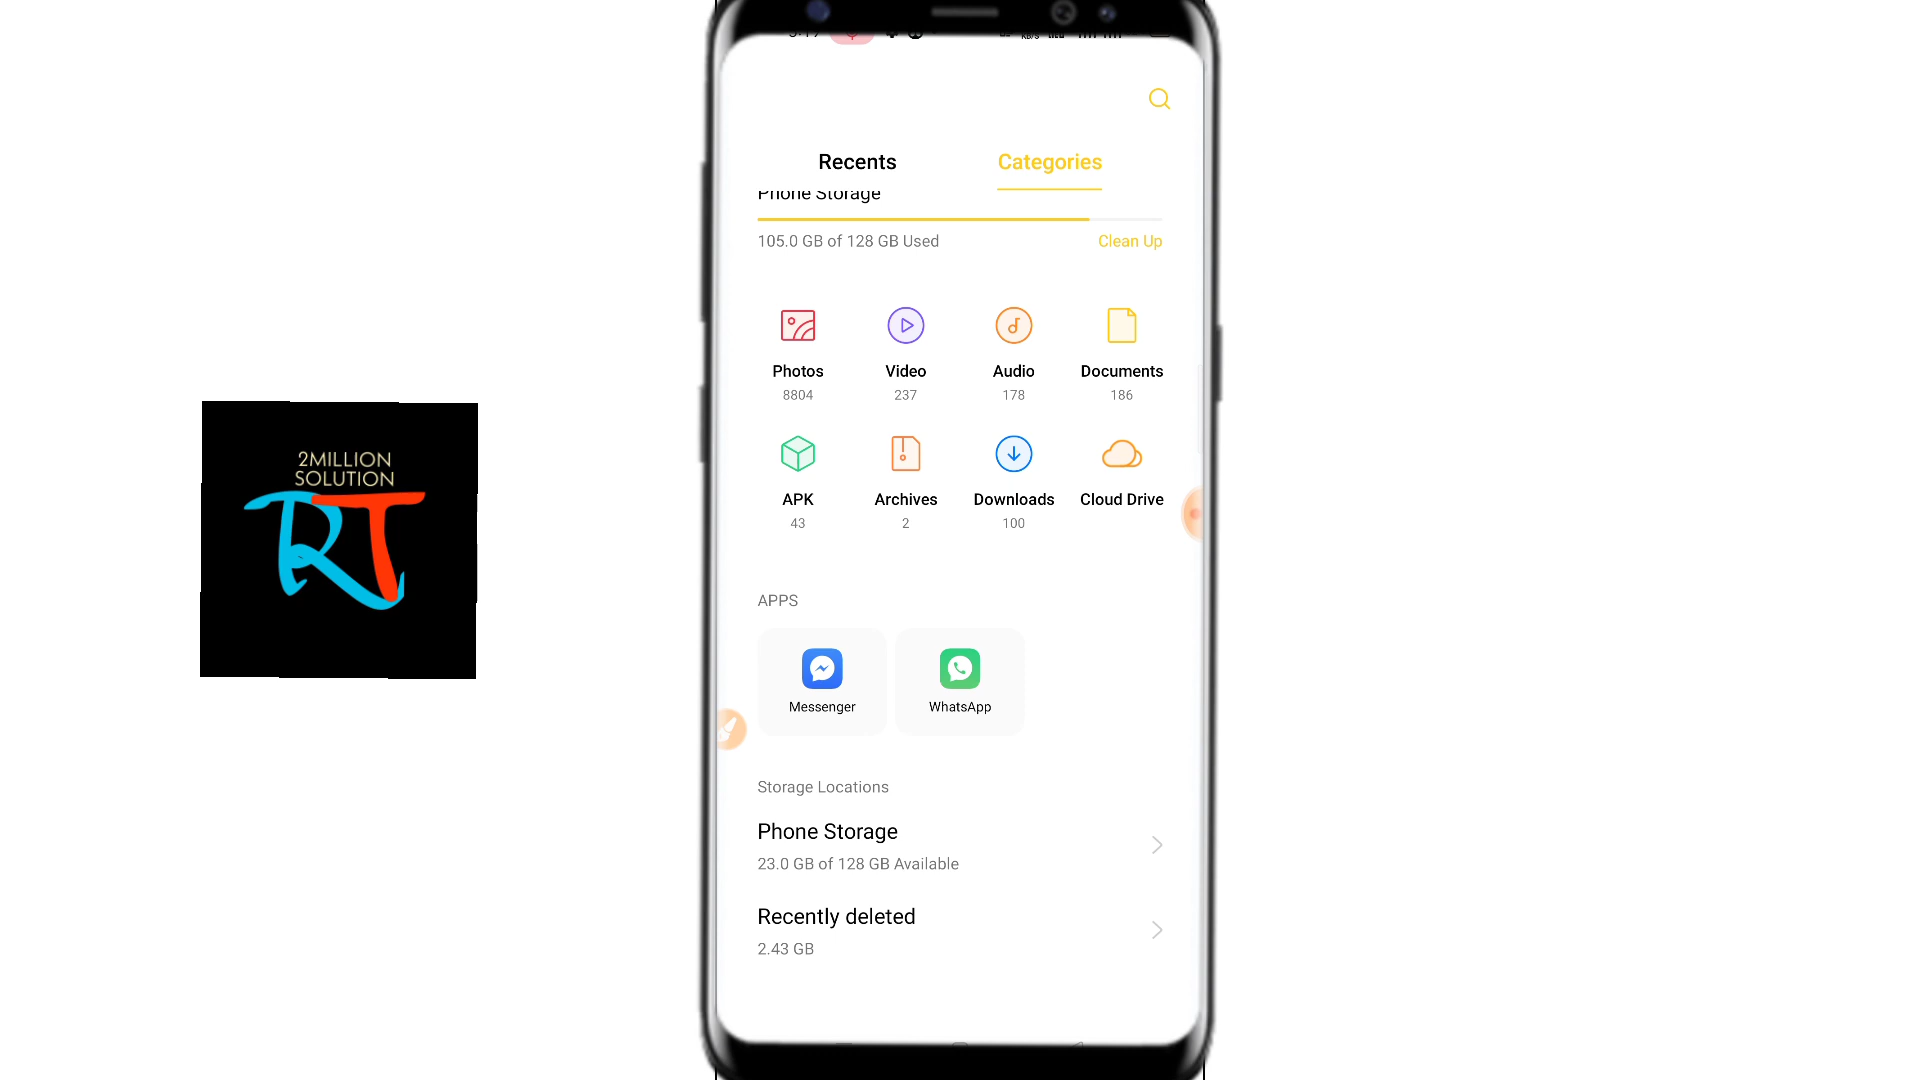 Recents
Categories
Phone Storage
105.0 GB of 128 GB Used
Clean Up
Photos
Video
Audio
Documents
8804
237
178
186
APK
Archives
Downloads
Cloud Drive
43
2
100
2MILLION
SOLUTION
RT
APPS
Messenger
WhatsApp
Storage Locations
Phone Storage
23.0 GB of 128 GB Available
Recently deleted
2.43 GB